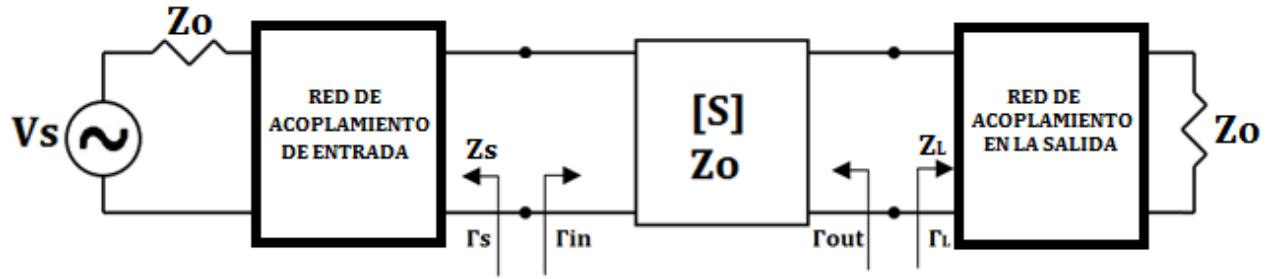 Zo
Vs
RED DE
ACOPLAMIENTO
DE ENTRADA
Zs
Γs
Γin
[S]
Zo
Γout
ZL
ΓL
RED DE
ACOPLAMIENTO
EN LA SALIDA
Zo